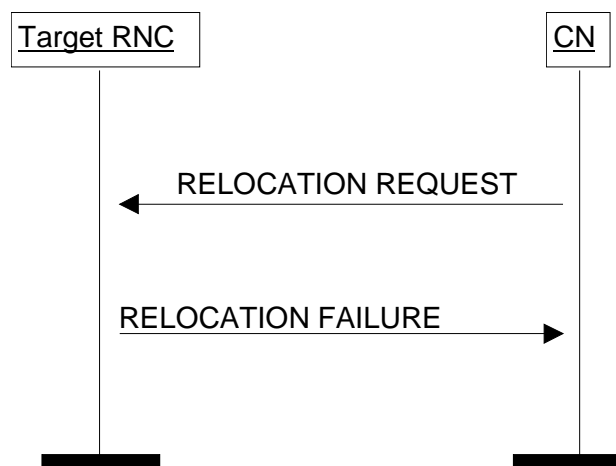 Target RNC
CN
RELOCATION REQUEST
RELOCATION FAILURE